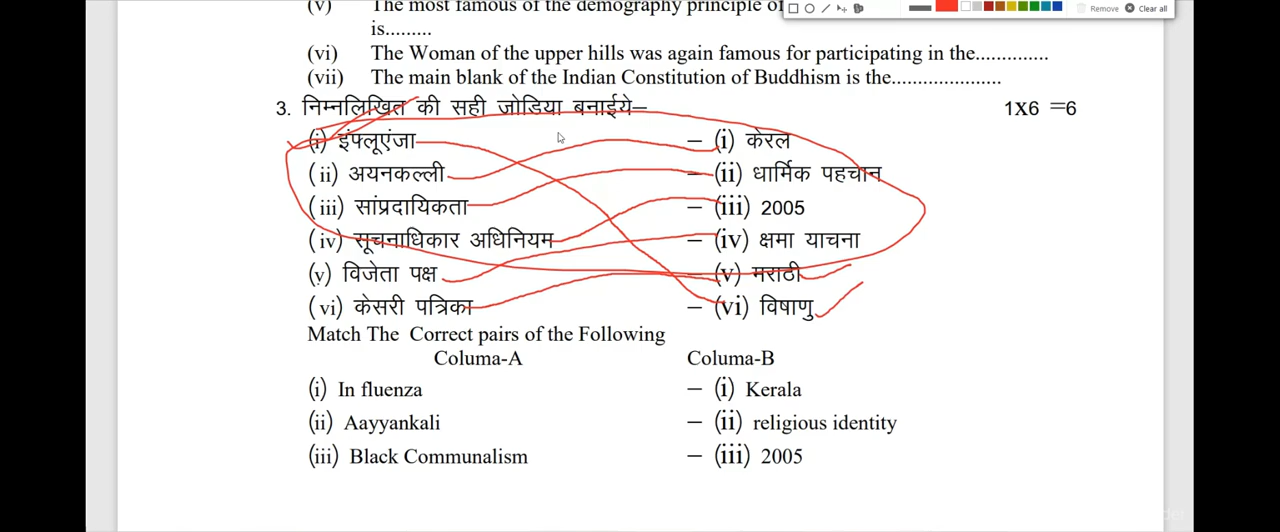 (v) The most famous of the demography principle of
is.........
(vi) The Woman of the upper hills was again famous for participating in the..............
(vii) The main blank of the Indian Constitution of Buddhism is the.....................
Remove Clear all
3. निम्नलिखित की सही जोडिया बनाईये– 1X6 =6
(i) इंफ्लूएंजा – (i) केरल
(ii) अयनकल्ली – (ii) धार्मिक पहचान
(iii) सांप्रदायिकता – (iii) 2005
(iv) सूचनाधिकार अधिनियम – (iv) क्षमा याचना
(v) विजेता पक्ष – (v) मराठी
(vi) केसरी पत्रिका – (vi) विषाणु
Match The Correct pairs of the Following
Columa-A Columa-B
(i) In fluenza – (i) Kerala
(ii) Aayyankali – (ii) religious identity
(iii) Black Communalism – (iii) 2005